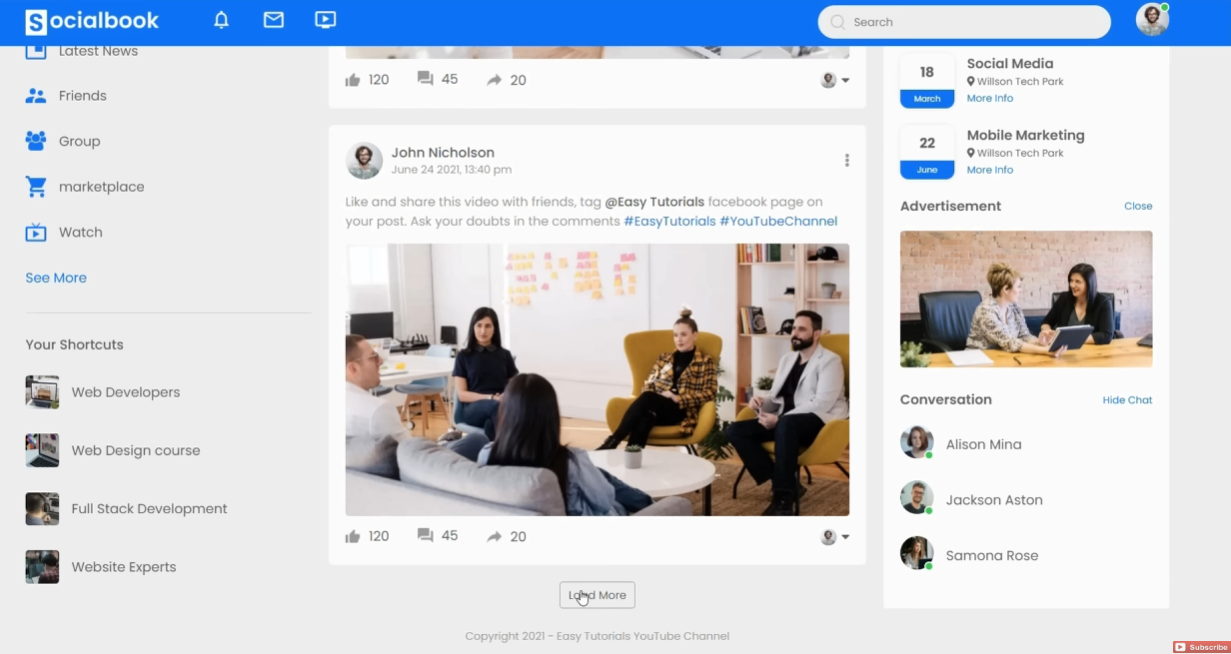 Socialbook
Search
Latest News
Friends
Group
marketplace
Watch
See More
Your Shortcuts
Web Developers
Web Design course
Full Stack Development
Website Experts
120
45
20
John Nicholson
June 24 2021, 13:40 pm
Like and share this video with friends, tag @Easy Tutorials facebook page on
your post. Ask your doubts in the comments #EasyTutorials #YouTubeChannel
120
45
20
Load More
18
March
Social Media
Willson Tech Park
More Info
22
June
Mobile Marketing
Willson Tech Park
More Info
Advertisement
Close
Conversation
Hide Chat
Alison Mina
Jackson Aston
Samona Rose
Copyright 2021 - Easy Tutorials YouTube Channel
Subscribe